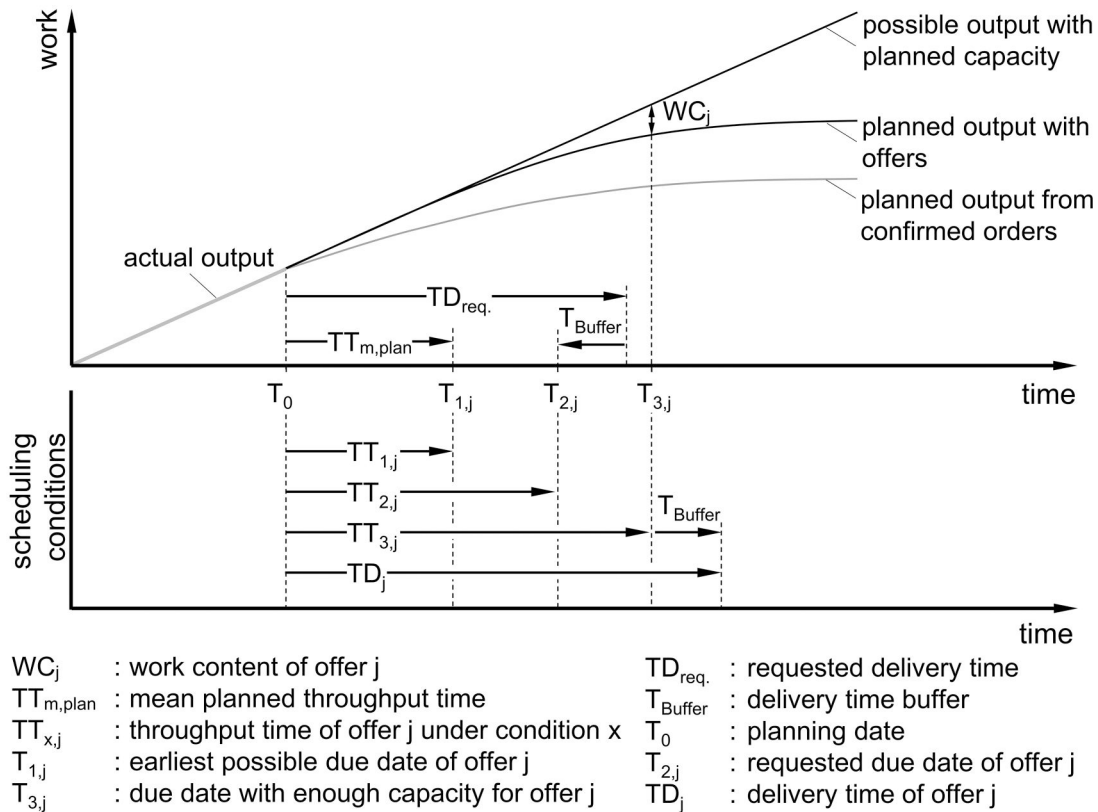 work
possible output with
planned capacity
WCj
planned output with
offers
planned output from
confirmed orders
actual output
TDreq.
TBuffer
TTm,plan
T0
T1,j
T2,j
T3,j
time
scheduling
conditions
TT1,j
TT2,j
TBuffer
TT3,j
TDj
time
WCj : work content of offer j
TTm,plan : mean planned throughput time
TTx,j : throughput time of offer j under condition x
T1,j : earliest possible due date of offer j
T3,j : due date with enough capacity for offer j
TDreq. : requested delivery time
TBuffer : delivery time buffer
T0 : planning date
T2,j : requested due date of offer j
TDj : delivery time of offer j